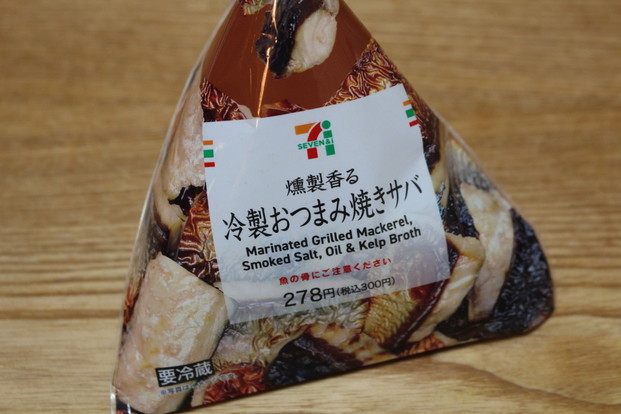 SEVEN&i
燻製香る
冷製おつまみ焼きサバ
Marinated Grilled Mackerel,
Smoked Salt, Oil & Kelp Broth
魚の骨にご注意ください
278円(税込300円)
要冷蔵